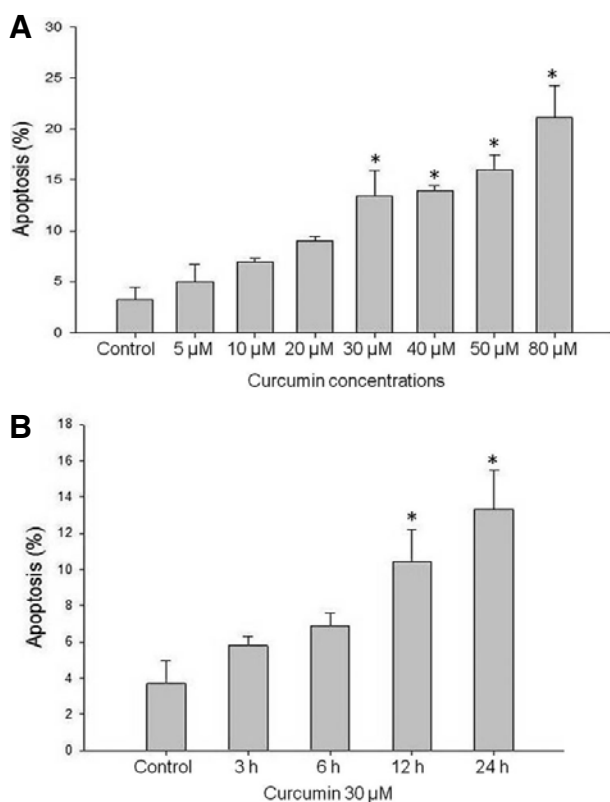 A
30
25
20
15
10
5
0
Apoptosis (%)
*
*
*
*
Control 5 µM 10 µM 20 µM 30 µM 40 µM 50 µM 80 µM
Curcumin concentrations
B
18
16
14
12
10
8
6
4
2
0
Apoptosis (%)
*
*
Control 3 h 6 h 12 h 24 h
Curcumin 30 µM